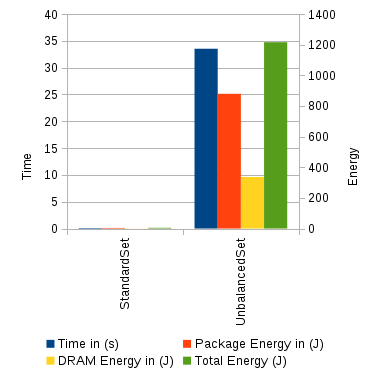 40
35
30
25
20
15
10
5
0
Time
1400
1200
1000
800
600
400
200
0
Energy
StandardSet
UnbalancedSet
Time in (s)
Package Energy in (J)
DRAM Energy in (J)
Total Energy (J)